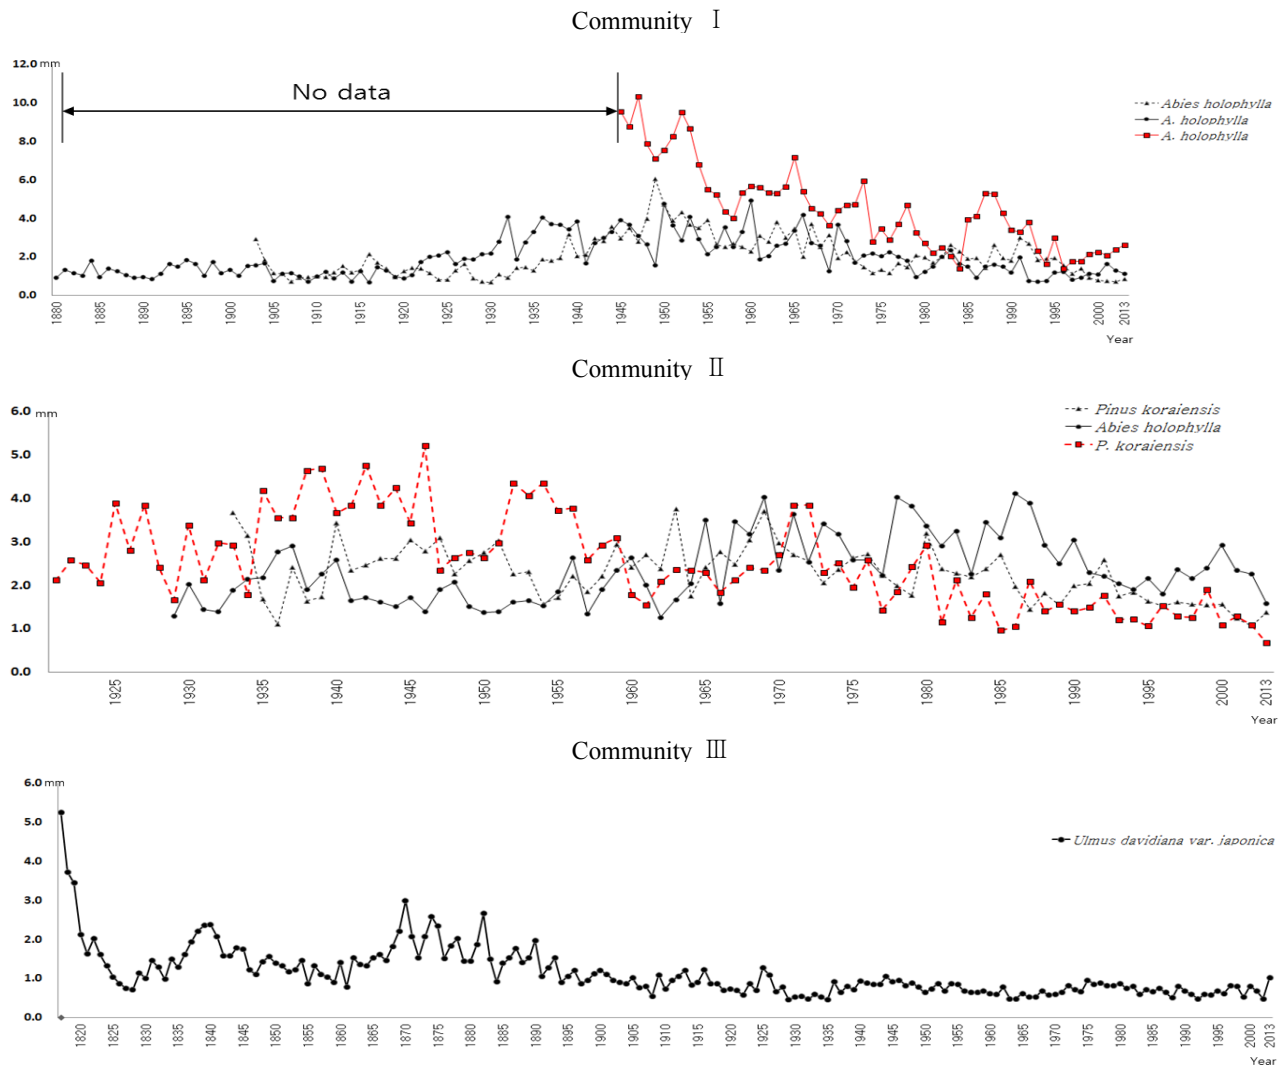 Community Ⅰ
12.0 mm
10.0
8.0
6.0
4.0
2.0
0.0
No data
Abies holophylla
A. holophylla
A. holophylla
1880 1885 1890 1895 1900 1905 1910 1915 1920 1925 1930 1935 1940 1945 1950 1955 1960 1965 1970 1975 1980 1985 1990 1995 2000 2013
Year
Community Ⅱ
6.0 mm
5.0
4.0
3.0
2.0
1.0
0.0
Pinus koraiensis
Abies holophylla
P. koraiensis
1925 1930 1935 1940 1945 1950 1955 1960 1965 1970 1975 1980 1985 1990 1995 2000 2013
Year
Community Ⅲ
6.0 mm
5.0
4.0
3.0
2.0
1.0
0.0
Ulmus davidiana var. japonica
1820 1825 1830 1835 1840 1845 1850 1855 1860 1865 1870 1875 1880 1885 1890 1895 1900 1905 1910 1915 1920 1925 1930 1935 1940 1945 1950 1955 1960 1965 1970 1975 1980 1985 1990 1995 2000 2013
Year